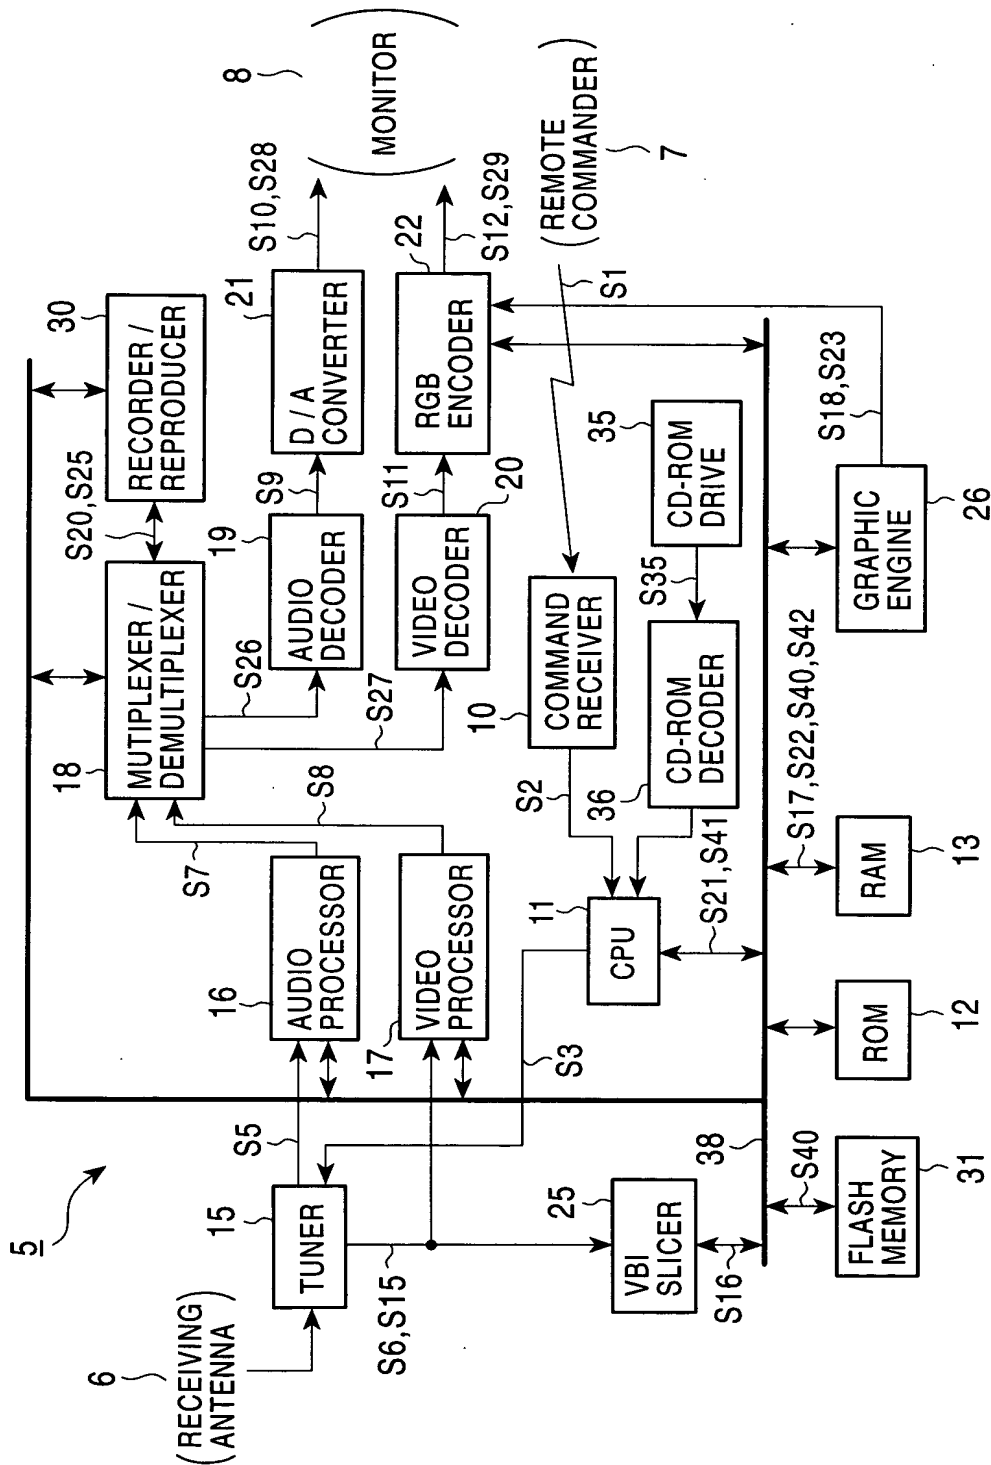 5
6
(RECEIVING
ANTENNA)
15
TUNER
S5
S6,S15
S3
25
VBI
SLICER
S16
16
AUDIO
PROCESSOR
17
VIDEO
PROCESSOR
S7
S8
18
MUTIPLEXER /
DEMULTIPLEXER
S20,S25
30
RECORDER /
REPRODUCER
S26
S27
19
AUDIO
DECODER
S9
21
D / A
CONVERTER
S10,S28
20
VIDEO
DECODER
S11
22
RGB
ENCODER
S12,S29
8
(MONITOR)
(REMOTE
COMMANDER)
7
S1
10
COMMAND
RECEIVER
S2
11
CPU
S21,S41
36
CD-ROM
DECODER
S35
35
CD-ROM
DRIVE
38
S40
FLASH
MEMORY
31
ROM
12
RAM
13
S17,S22,S40,S42
GRAPHIC
ENGINE
26
S18,S23